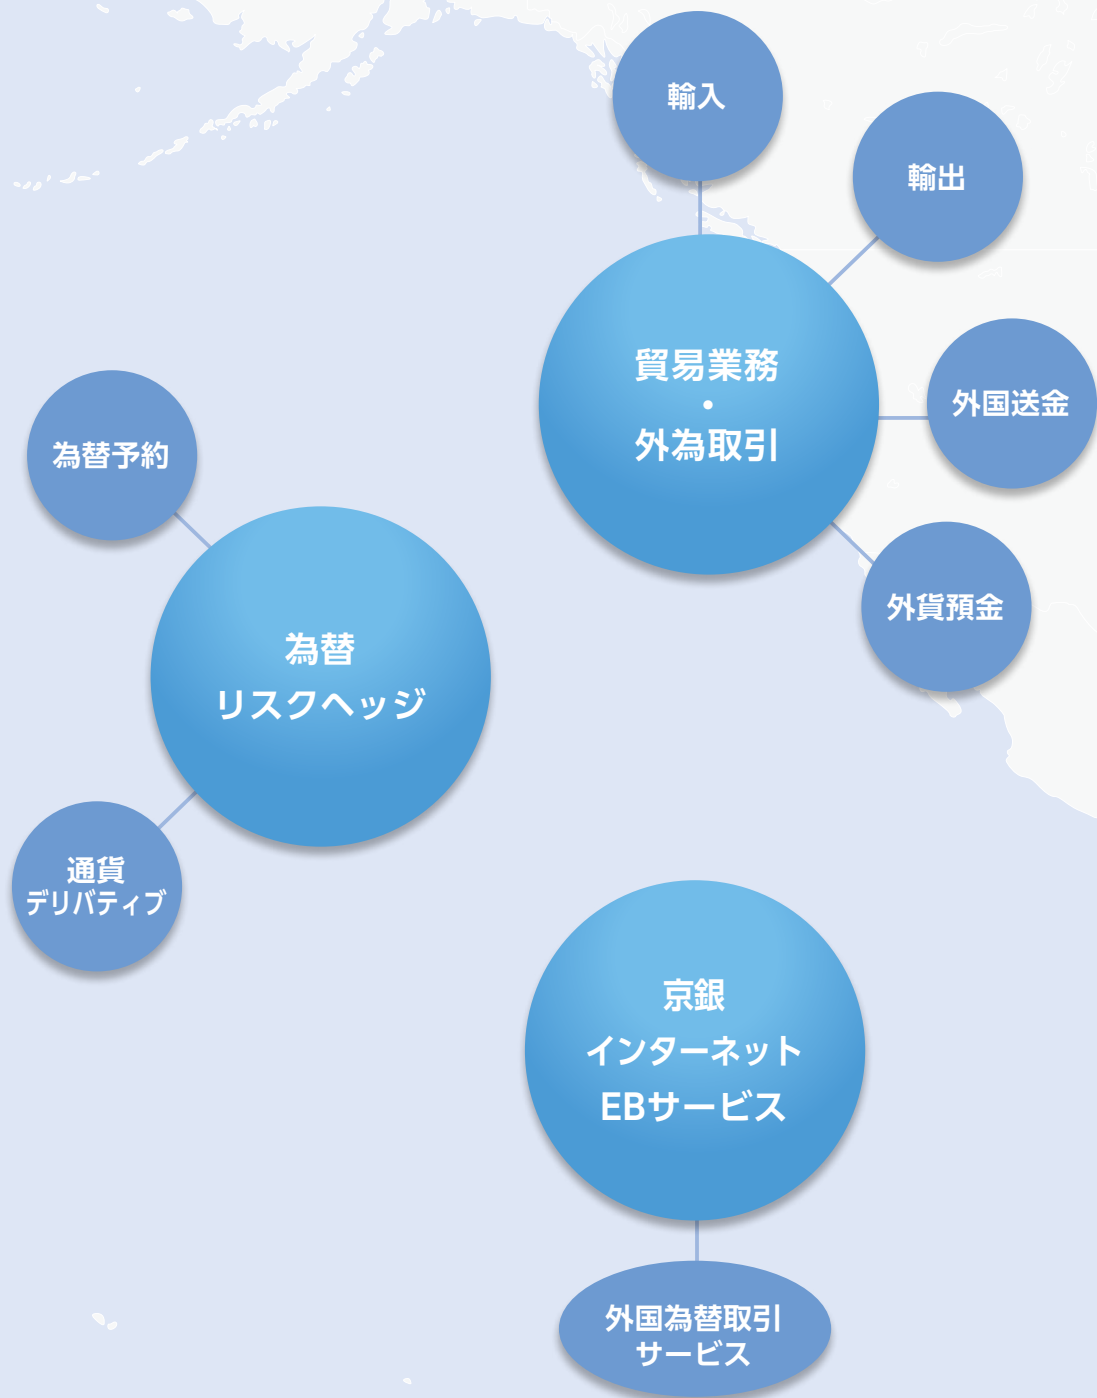 輸入
輸出
貿易業務
・
外為取引
外国送金
外貨預金
為替予約
為替
リスクヘッジ
通貨
デリバティブ
京銀
インターネット
EBサービス
外国為替取引
サービス